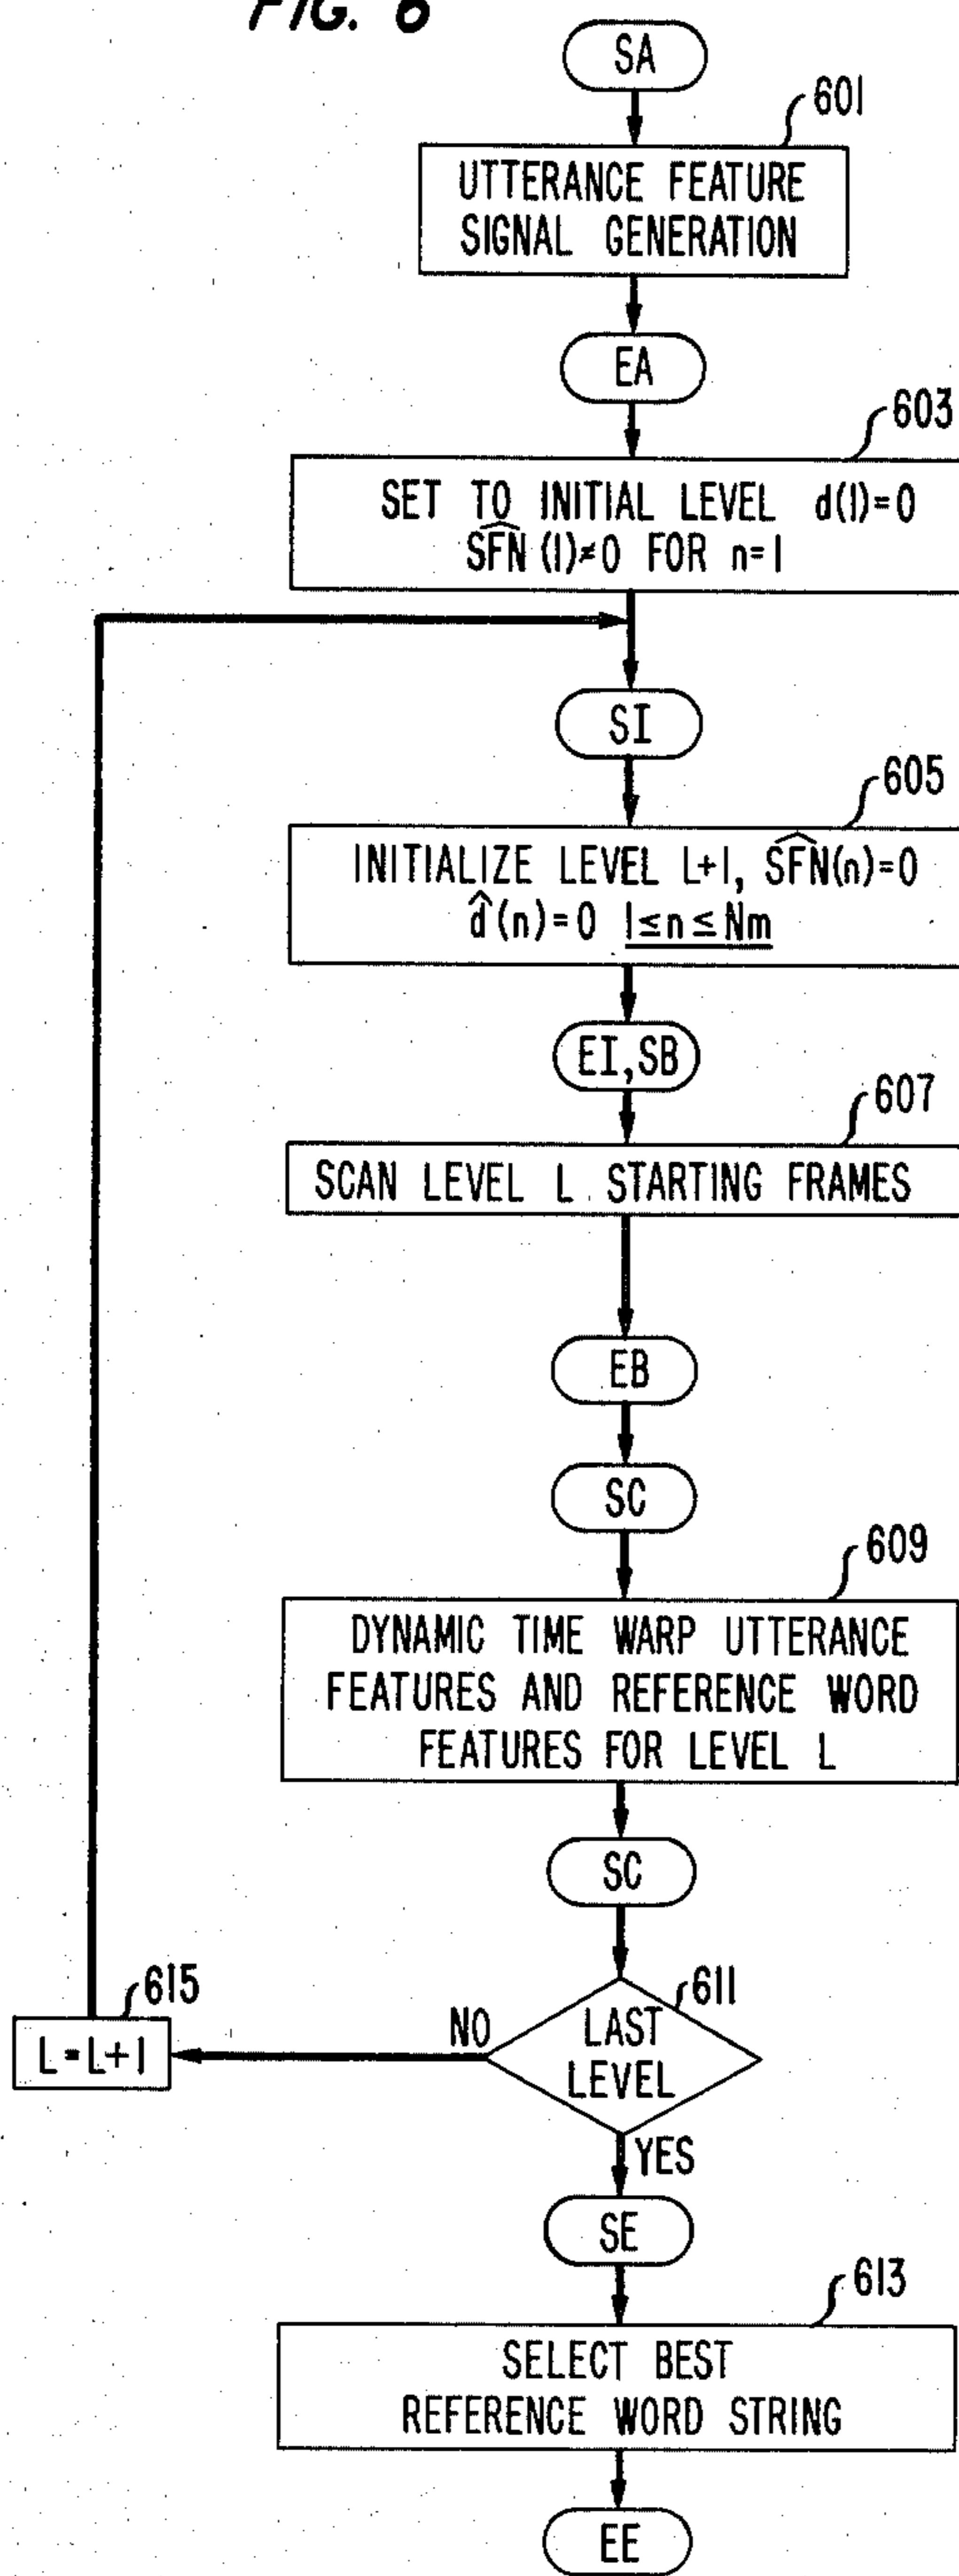 FIG. 6
SA
601
UTTERANCE FEATURE
SIGNAL GENERATION
EA
603
SET TO INITIAL LEVEL d(1)=0
S͡FN (1)≠0 FOR n=1
SI
605
INITIALIZE LEVEL L+1, S͡FN(n)=0
d̂(n)=0 1≤n≤Nm
EI,SB
607
SCAN LEVEL L STARTING FRAMES
EB
SC
609
DYNAMIC TIME WARP UTTERANCE
FEATURES AND REFERENCE WORD
FEATURES FOR LEVEL L
SC
611
LAST
LEVEL
NO
615
L=L+1
YES
SE
613
SELECT BEST
REFERENCE WORD STRING
EE